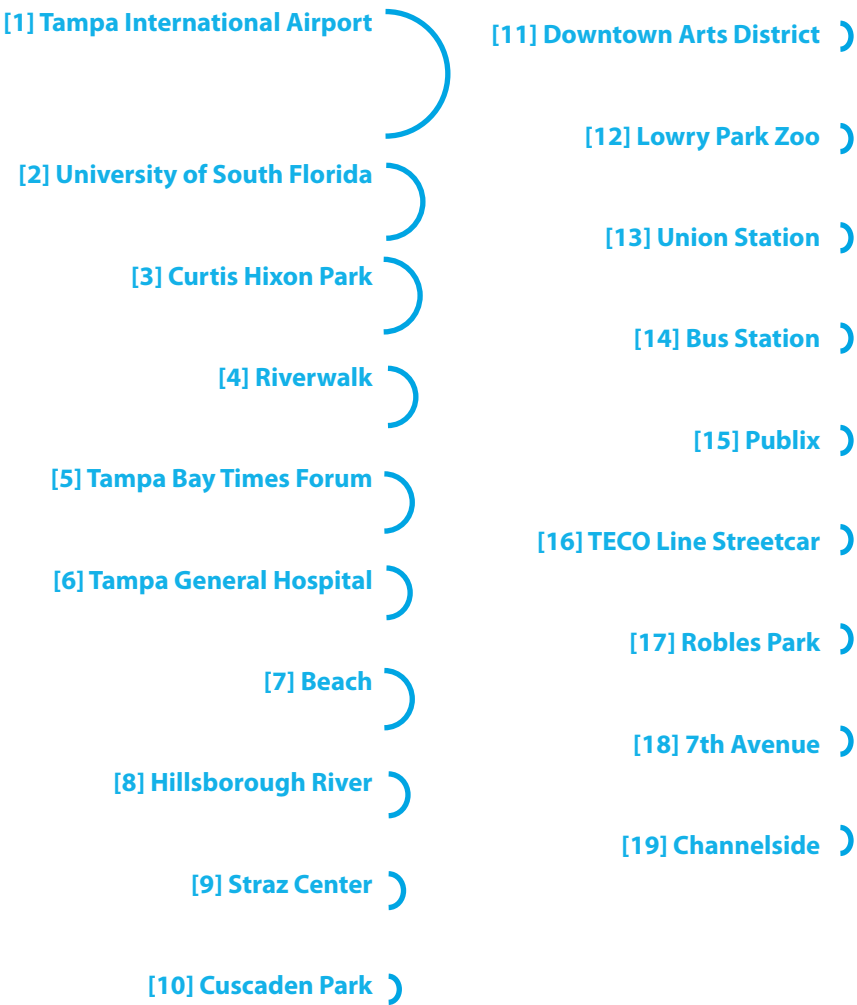 [1] Tampa International Airport
[2] University of South Florida
[3] Curtis Hixon Park
[4] Riverwalk
[5] Tampa Bay Times Forum
[6] Tampa General Hospital
[7] Beach
[8] Hillsborough River
[9] Straz Center
[10] Cuscaden Park
[11] Downtown Arts District
[12] Lowry Park Zoo
[13] Union Station
[14] Bus Station
[15] Publix
[16] TECO Line Streetcar
[17] Robles Park
[18] 7th Avenue
[19] Channelside